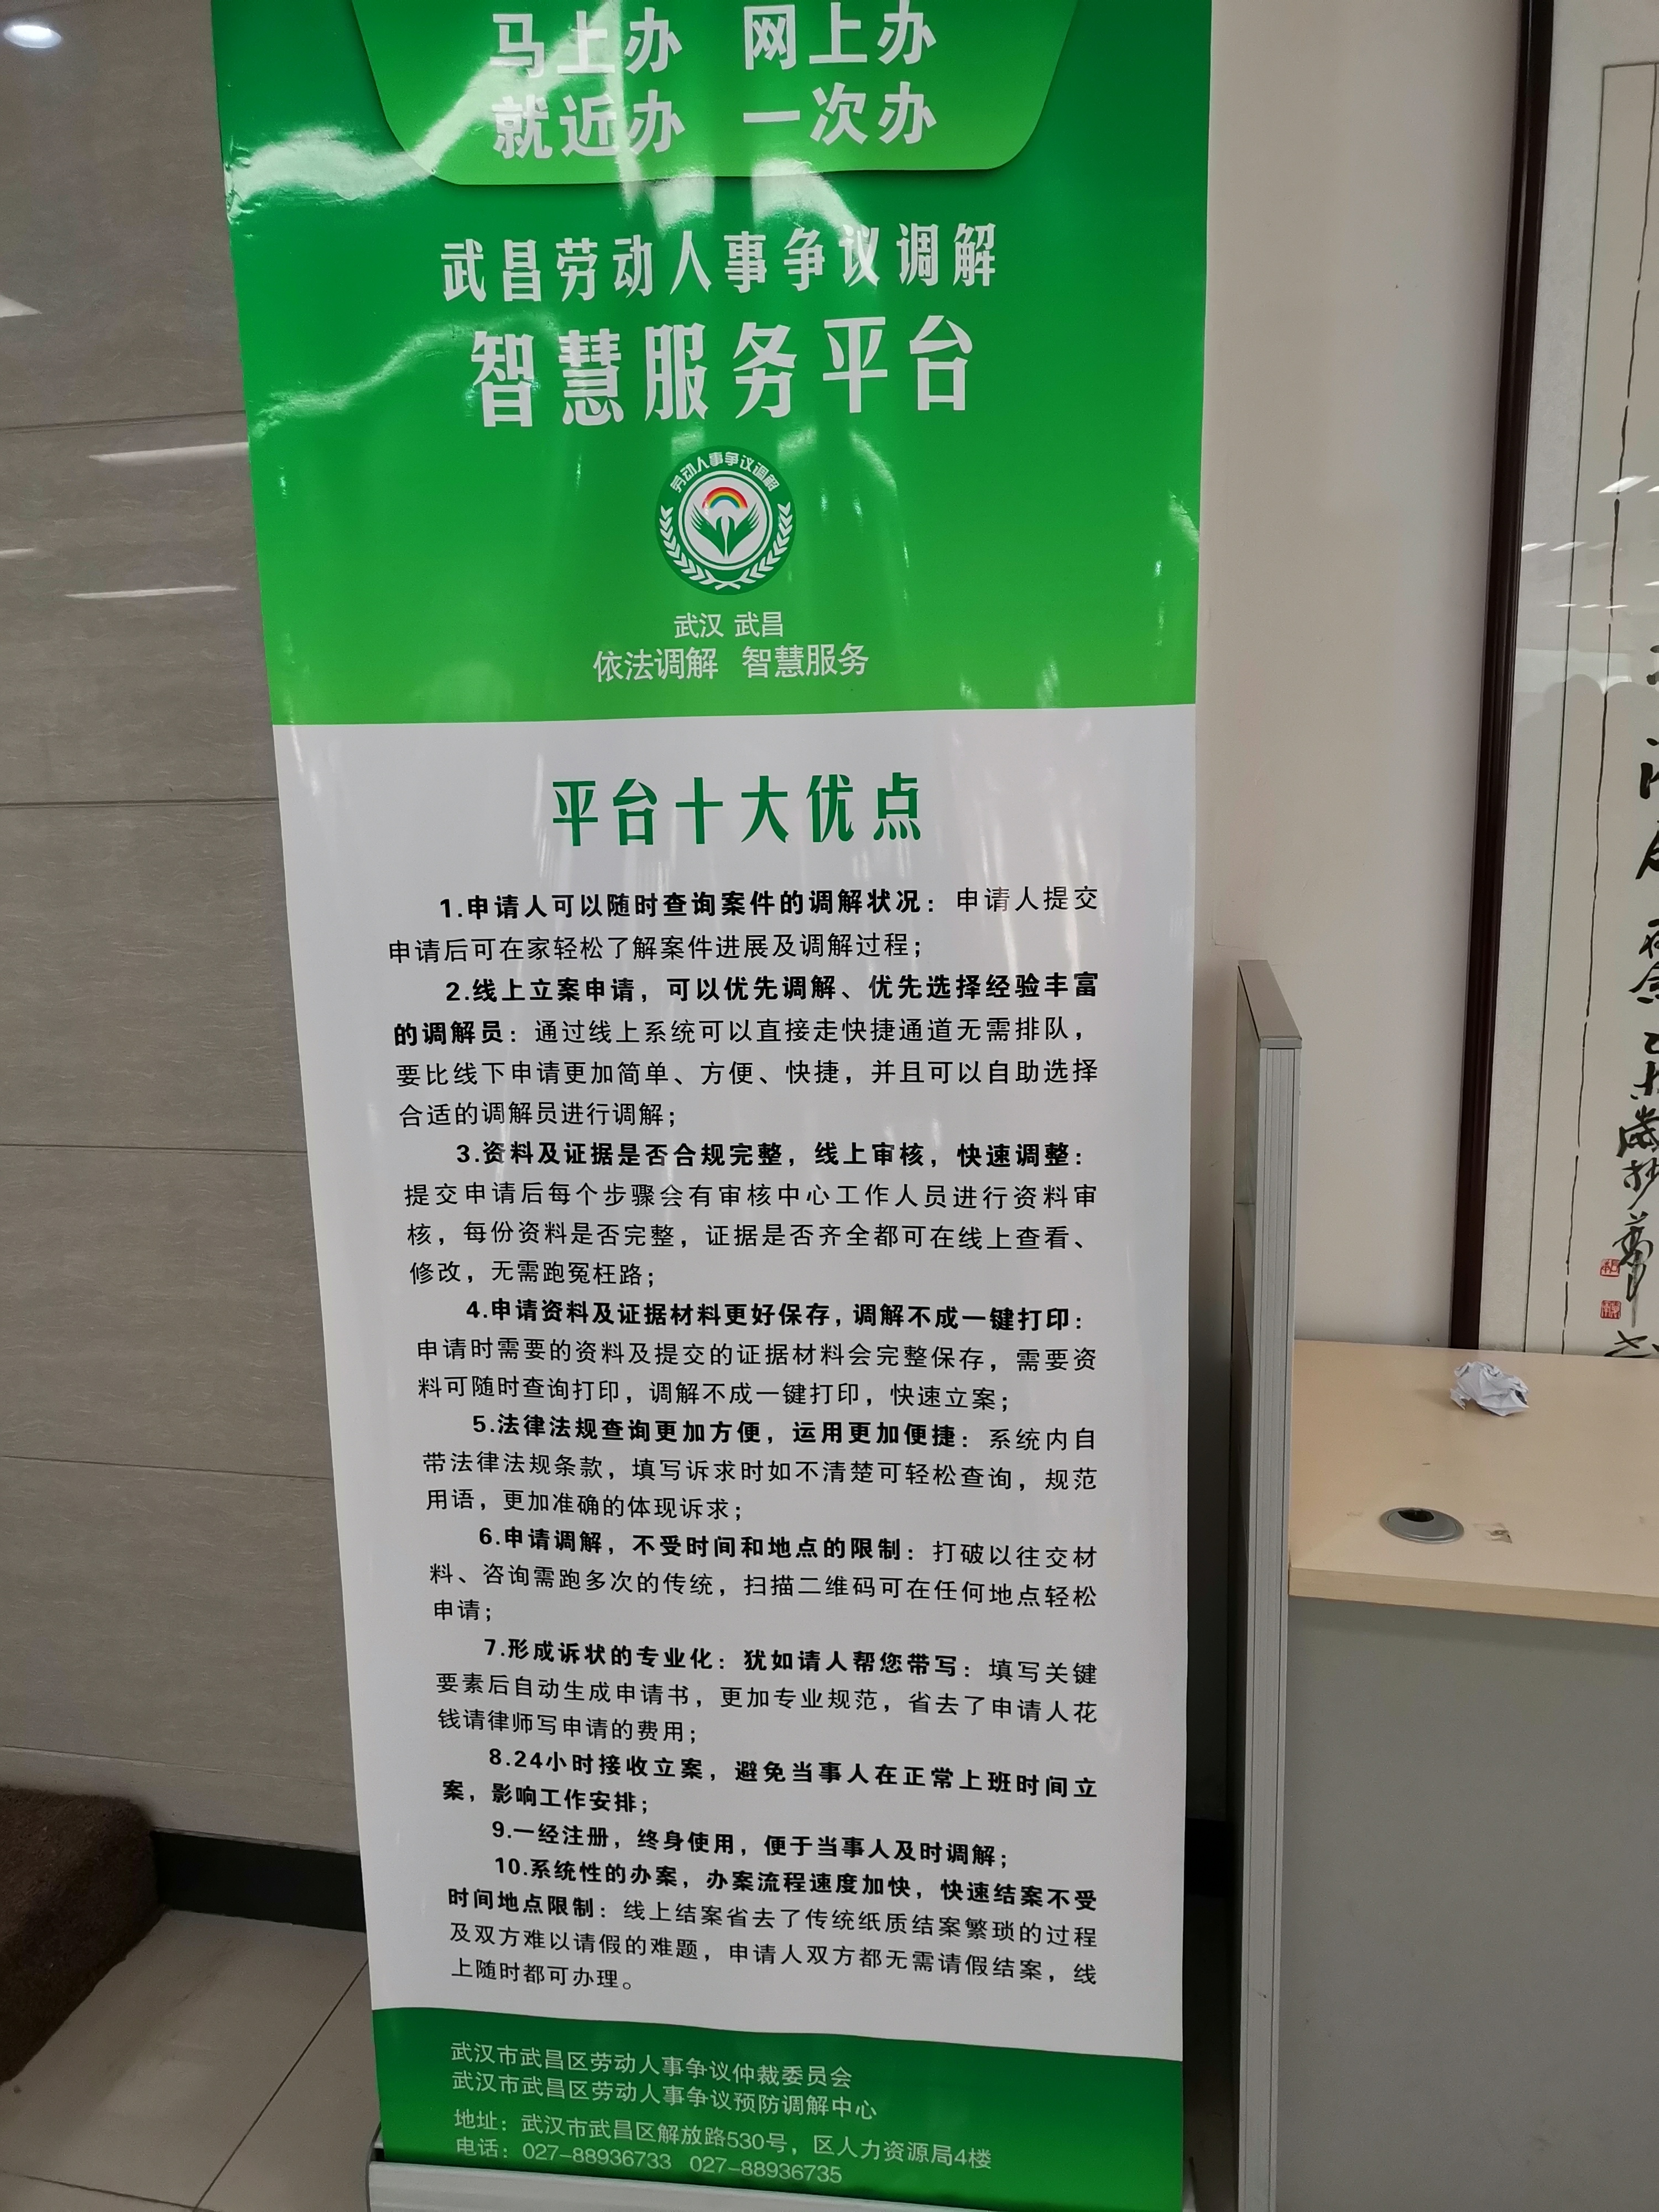 马上办 网上办
就近办 一次办
武昌劳动人事争议调解
智慧服务平台
劳动人事争议调解
武汉 武昌
依法调解 智慧服务
平台十大优点
1.申请人可以随时查询案件的调解状况：申请人提交
申请后可在家轻松了解案件进展及调解过程；
2.线上立案申请，可以优先调解、优先选择经验丰富
的调解员：通过线上系统可以直接走快捷通道无需排队，
要比线下申请更加简单、方便、快捷，并且可以自助选择
合适的调解员进行调解；
3.资料及证据是否合规完整，线上审核，快速调整：
提交申请后每个步骤会有审核中心工作人员进行资料审
核，每份资料是否完整，证据是否齐全都可在线上查看、
修改，无需跑冤枉路；
4.申请资料及证据材料更好保存，调解不成一键打印：
申请时需要的资料及提交的证据材料会完整保存，需要资
料可随时查询打印，调解不成一键打印，快速立案；
5.法律法规查询更加方便，运用更加便捷：系统内自
带法律法规条款，填写诉求时如不清楚可轻松查询，规范
用语，更加准确的体现诉求；
6.申请调解，不受时间和地点的限制：打破以往交材
料、咨询需跑多次的传统，扫描二维码可在任何地点轻松
申请；
7.形成诉状的专业化：犹如请人帮您带写：填写关键
要素后自动生成申请书，更加专业规范，省去了申请人花
钱请律师写申请的费用；
8.24小时接收立案，避免当事人在正常上班时间立
案，影响工作安排；
9.一经注册，终身使用，便于当事人及时调解；
10.系统性的办案，办案流程速度加快，快速结案不受
时间地点限制：线上结案省去了传统纸质结案繁琐的过程
及双方难以请假的难题，申请人双方都无需请假结案，线
上随时都可办理。
武汉市武昌区劳动人事争议仲裁委员会
武汉市武昌区劳动人事争议预防调解中心
地址：武汉市武昌区解放路530号，区人力资源局4楼
电话：027-88936733 027-88936735